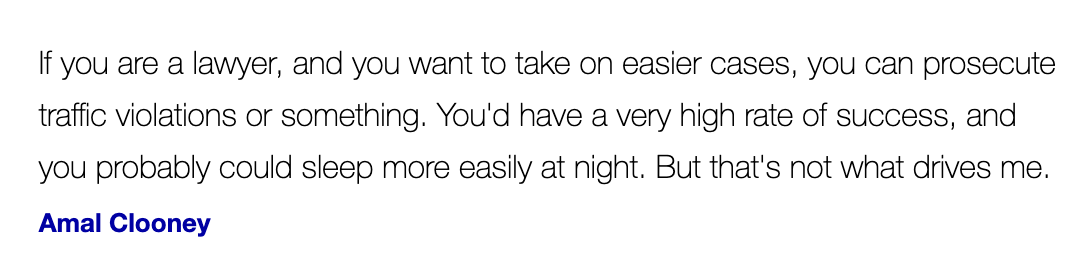 If you are a lawyer, and you want to take on easier cases, you can prosecute
traffic violations or something. You'd have a very high rate of success, and
you probably could sleep more easily at night. But that's not what drives me.
Amal Clooney